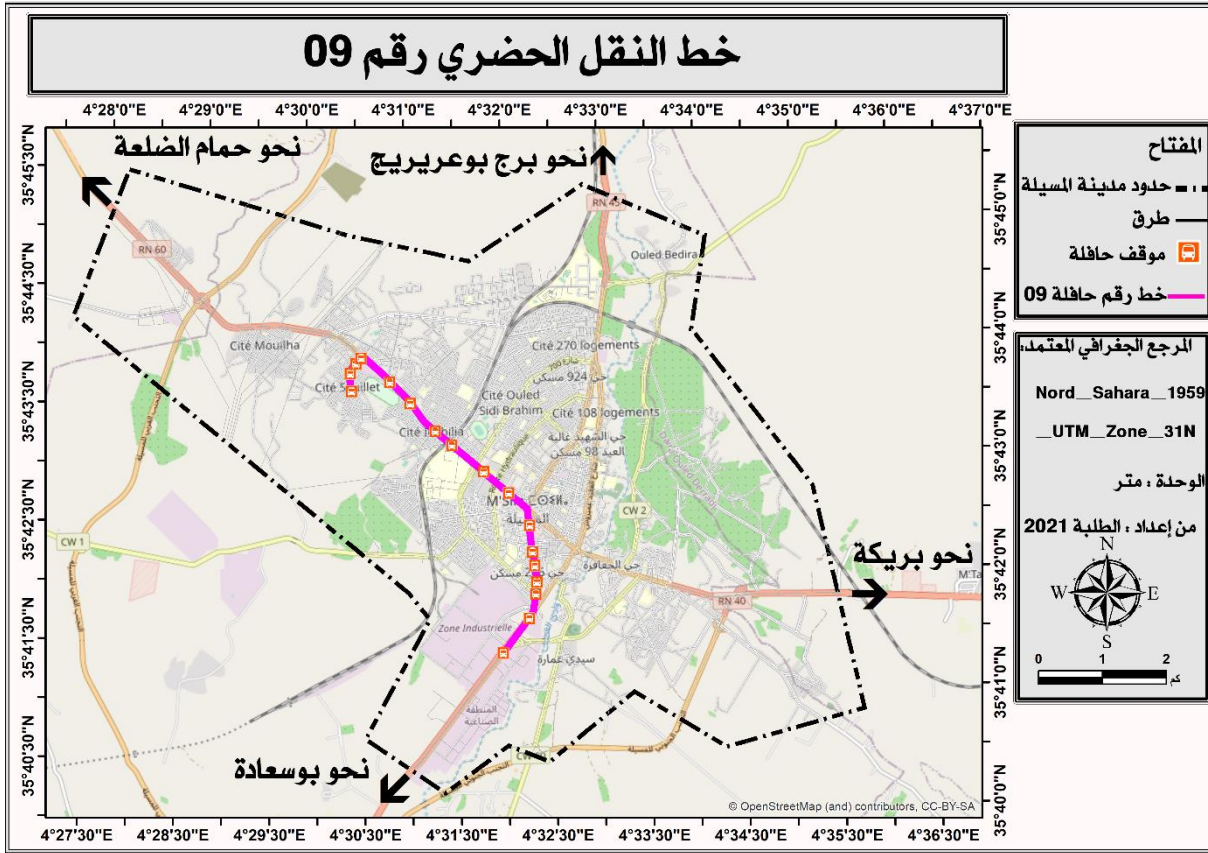 خط النقل الحضري رقم 09
4°28'0"E 4°29'0"E 4°30'0"E 4°31'0"E 4°32'0"E 4°33'0"E 4°34'0"E 4°35'0"E 4°36'0"E 4°37'0"E
35°45'30"N
35°44'30"N
35°43'30"N
35°42'30"N
35°41'30"N
35°40'30"N
نحو حمام الضلعة
نحو برج بوعريريج
RN 45
RN 60
Ouled Bedira
Cité Mouilha
Cité 270 logements
شارع 700
حي 924 مسكن
Cité Ouled
Sidi Brahim
Cité 108 logements
حي الشهيد غالية
العيد 98 مسكن
CW 2
CW 1
حي الجعافرة
نحو بريكة
M'Ta
RN 40
Zone Industrielle
سيدي عمارة
المنطقة
الصناعية
نحو بوسعادة
© OpenStreetMap (and) contributors, CC-BY-SA
35°45'0"N
35°44'0"N
35°43'0"N
35°42'0"N
35°41'0"N
35°40'0"N
4°27'30"E 4°28'30"E 4°29'30"E 4°30'30"E 4°31'30"E 4°32'30"E 4°33'30"E 4°34'30"E 4°35'30"E 4°36'30"E
المفتاح
حدود مدينة المسيلة
طرق
موقف حافلة
خط رقم حافلة 09
المرجع الجغرافي المعتمد:
Nord_Sahara_1959
_UTM_Zone_31N
الوحدة : متر
من إعداد : الطلبة 2021
N
W E
S
0 1 2
كم